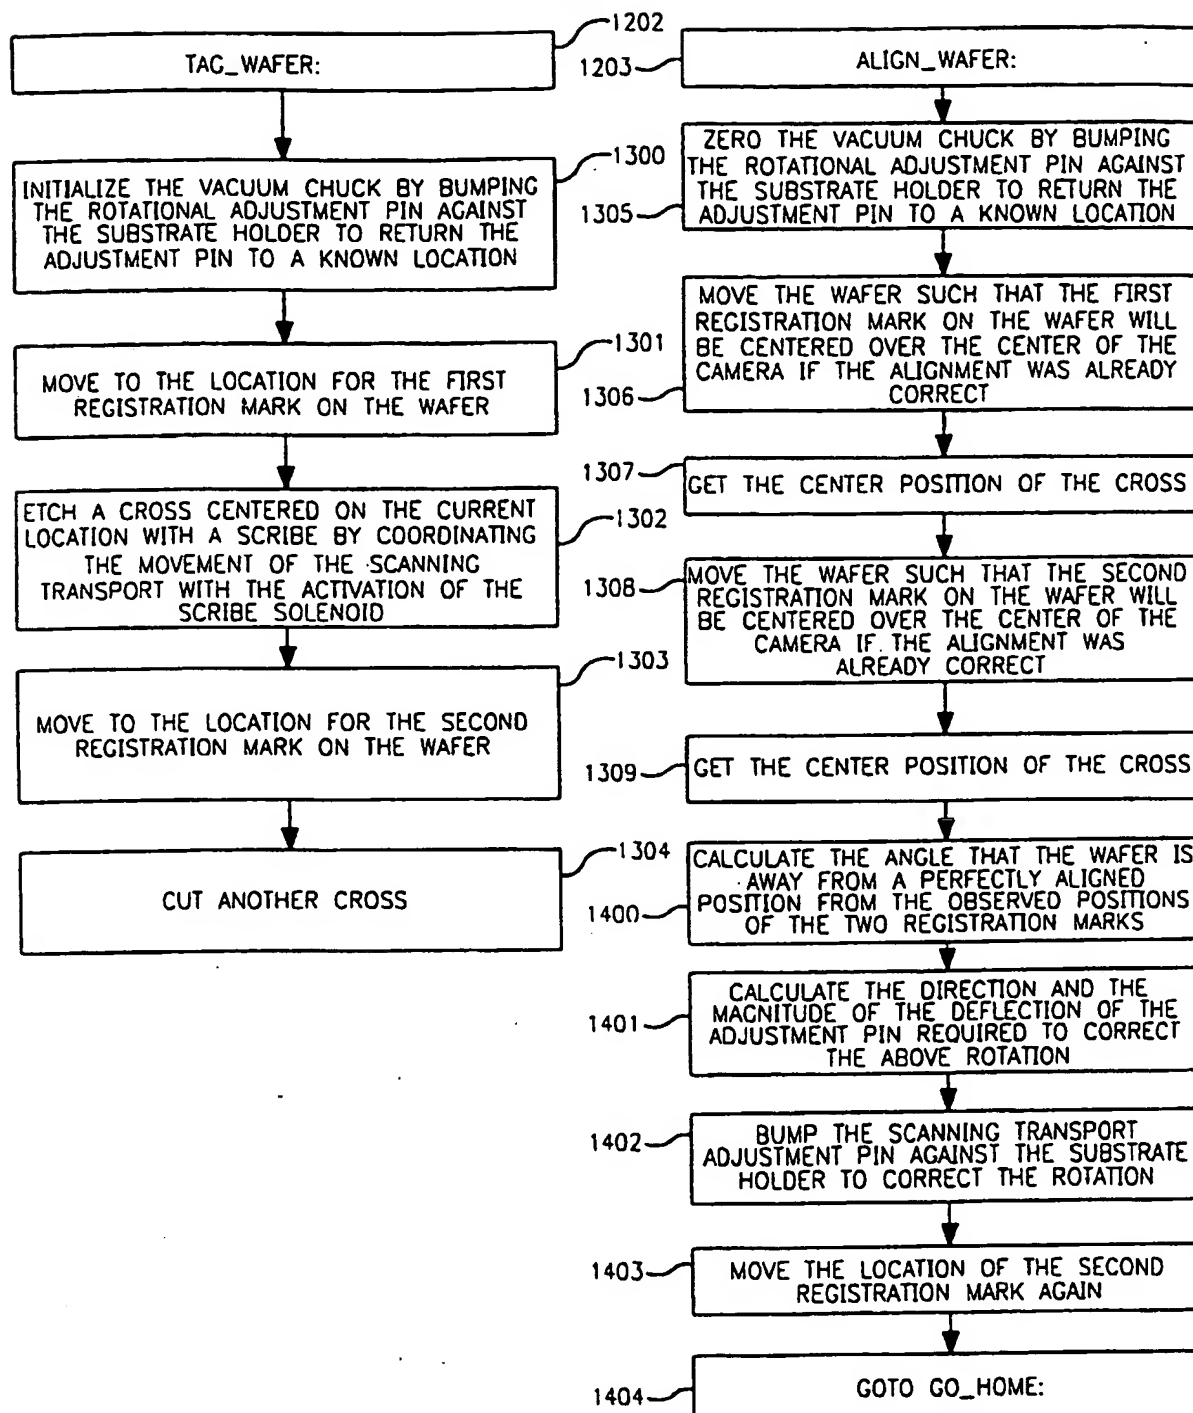 1202
TAG_WAFER:
1300
INITIALIZE THE VACUUM CHUCK BY BUMPING
THE ROTATIONAL ADJUSTMENT PIN AGAINST
THE SUBSTRATE HOLDER TO RETURN THE
ADJUSTMENT PIN TO A KNOWN LOCATION
1301
MOVE TO THE LOCATION FOR THE FIRST
REGISTRATION MARK ON THE WAFER
1302
ETCH A CROSS CENTERED ON THE CURRENT
LOCATION WITH A SCRIBE BY COORDINATING
THE MOVEMENT OF THE SCANNING
TRANSPORT WITH THE ACTIVATION OF THE
SCRIBE SOLENOID
1303
MOVE TO THE LOCATION FOR THE SECOND
REGISTRATION MARK ON THE WAFER
1304
CUT ANOTHER CROSS
1203
ALIGN_WAFER:
1305
ZERO THE VACUUM CHUCK BY BUMPING
THE ROTATIONAL ADJUSTMENT PIN AGAINST
THE SUBSTRATE HOLDER TO RETURN THE
ADJUSTMENT PIN TO A KNOWN LOCATION
1306
MOVE THE WAFER SUCH THAT THE FIRST
REGISTRATION MARK ON THE WAFER WILL
BE CENTERED OVER THE CENTER OF THE
CAMERA IF THE ALIGNMENT WAS ALREADY
CORRECT
1307
GET THE CENTER POSITION OF THE CROSS
1308
MOVE THE WAFER SUCH THAT THE SECOND
REGISTRATION MARK ON THE WAFER WILL
BE CENTERED OVER THE CENTER OF THE
CAMERA IF THE ALIGNMENT WAS
ALREADY CORRECT
1309
GET THE CENTER POSITION OF THE CROSS
1400
CALCULATE THE ANGLE THAT THE WAFER IS
AWAY FROM A PERFECTLY ALIGNED
POSITION FROM THE OBSERVED POSITIONS
OF THE TWO REGISTRATION MARKS
1401
CALCULATE THE DIRECTION AND THE
MAGNITUDE OF THE DEFLECTION OF THE
ADJUSTMENT PIN REQUIRED TO CORRECT
THE ABOVE ROTATION
1402
BUMP THE SCANNING TRANSPORT
ADJUSTMENT PIN AGAINST THE SUBSTRATE
HOLDER TO CORRECT THE ROTATION
1403
MOVE THE LOCATION OF THE SECOND
REGISTRATION MARK AGAIN
1404
GOTO GO_HOME: